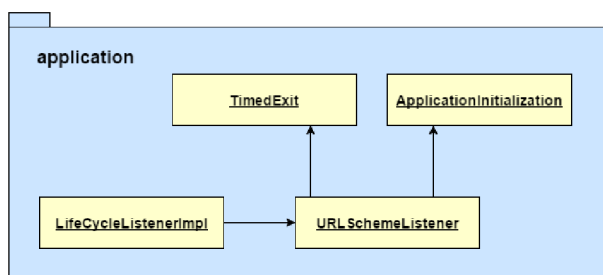 application
TimedExit
ApplicationInitialization
LifeCycleListenerImpl
URLSchemeListener